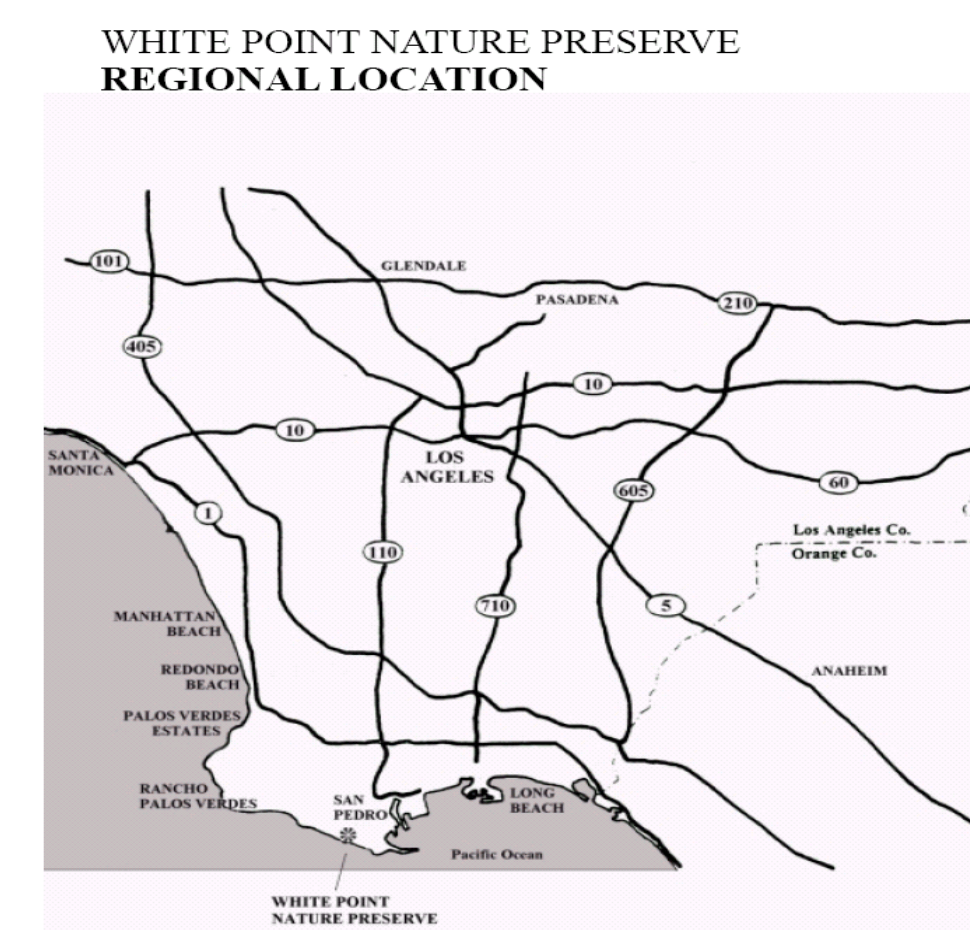 WHITE POINT NATURE PRESERVE
REGIONAL LOCATION
101
GLENDALE
PASADENA
210
405
10
10
SANTA
MONICA
LOS
ANGELES
60
605
1
Los Angeles Co.
Orange Co.
110
710
5
MANHATTAN
BEACH
REDONDO
BEACH
ANAHEIM
PALOS VERDES
ESTATES
RANCHO
PALOS VERDES
SAN
PEDRO
LONG
BEACH
Pacific Ocean
WHITE POINT
NATURE PRESERVE